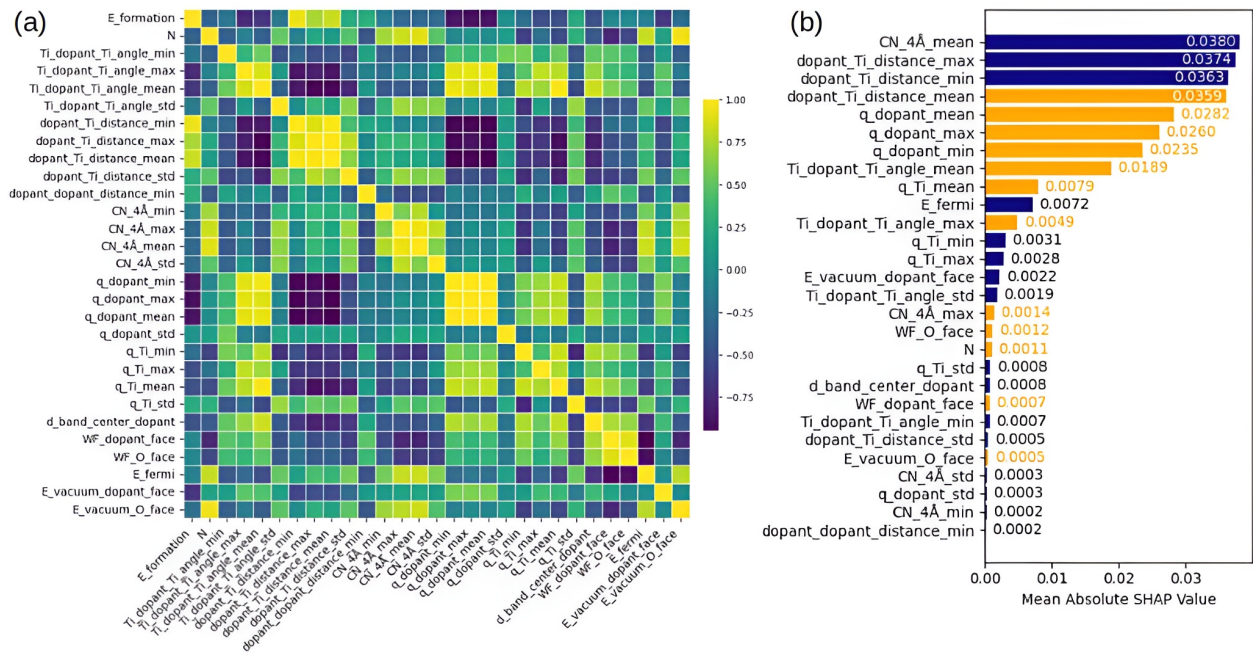 (a)
E_formation
N
Ti_dopant_Ti_angle_min
Ti_dopant_Ti_angle_max
Ti_dopant_Ti_angle_mean
Ti_dopant_Ti_angle_std
dopant_Ti_distance_min
dopant_Ti_distance_max
dopant_Ti_distance_mean
dopant_Ti_distance_std
dopant_dopant_distance_min
CN_4Å_min
CN_4Å_max
CN_4Å_mean
CN_4Å_std
q_dopant_min
q_dopant_max
q_dopant_mean
q_dopant_std
q_Ti_min
q_Ti_max
q_Ti_mean
q_Ti_std
d_band_center_dopant
WF_dopant_face
WF_O_face
E_fermi
E_vacuum_dopant_face
E_vacuum_O_face
E_formation
N
Ti_dopant_Ti_angle_min
Ti_dopant_Ti_angle_max
Ti_dopant_Ti_angle_mean
Ti_dopant_Ti_angle_std
dopant_Ti_distance_min
dopant_Ti_distance_max
dopant_Ti_distance_mean
dopant_Ti_distance_std
dopant_dopant_distance_min
CN_4Å_min
CN_4Å_max
CN_4Å_mean
CN_4Å_std
q_dopant_min
q_dopant_max
q_dopant_mean
q_dopant_std
q_Ti_min
q_Ti_max
q_Ti_mean
q_Ti_std
d_band_center_dopant
WF_dopant_face
WF_O_face
E_fermi
E_vacuum_dopant_face
E_vacuum_O_face
1.00
0.75
0.50
0.25
0.00
−0.25
−0.50
−0.75
(b)
CN_4Å_mean 0.0380
dopant_Ti_distance_max 0.0374
dopant_Ti_distance_min 0.0363
dopant_Ti_distance_mean 0.0359
q_dopant_mean 0.0282
q_dopant_max 0.0260
q_dopant_min 0.0235
Ti_dopant_Ti_angle_mean 0.0189
q_Ti_mean 0.0079
E_fermi 0.0072
Ti_dopant_Ti_angle_max 0.0049
q_Ti_min 0.0031
q_Ti_max 0.0028
E_vacuum_dopant_face 0.0022
Ti_dopant_Ti_angle_std 0.0019
CN_4Å_max 0.0014
WF_O_face 0.0012
N 0.0011
q_Ti_std 0.0008
d_band_center_dopant 0.0008
WF_dopant_face 0.0007
Ti_dopant_Ti_angle_min 0.0007
dopant_Ti_distance_std 0.0005
E_vacuum_O_face 0.0005
CN_4Å_std 0.0003
q_dopant_std 0.0003
CN_4Å_min 0.0002
dopant_dopant_distance_min 0.0002
0.00 0.01 0.02 0.03
Mean Absolute SHAP Value